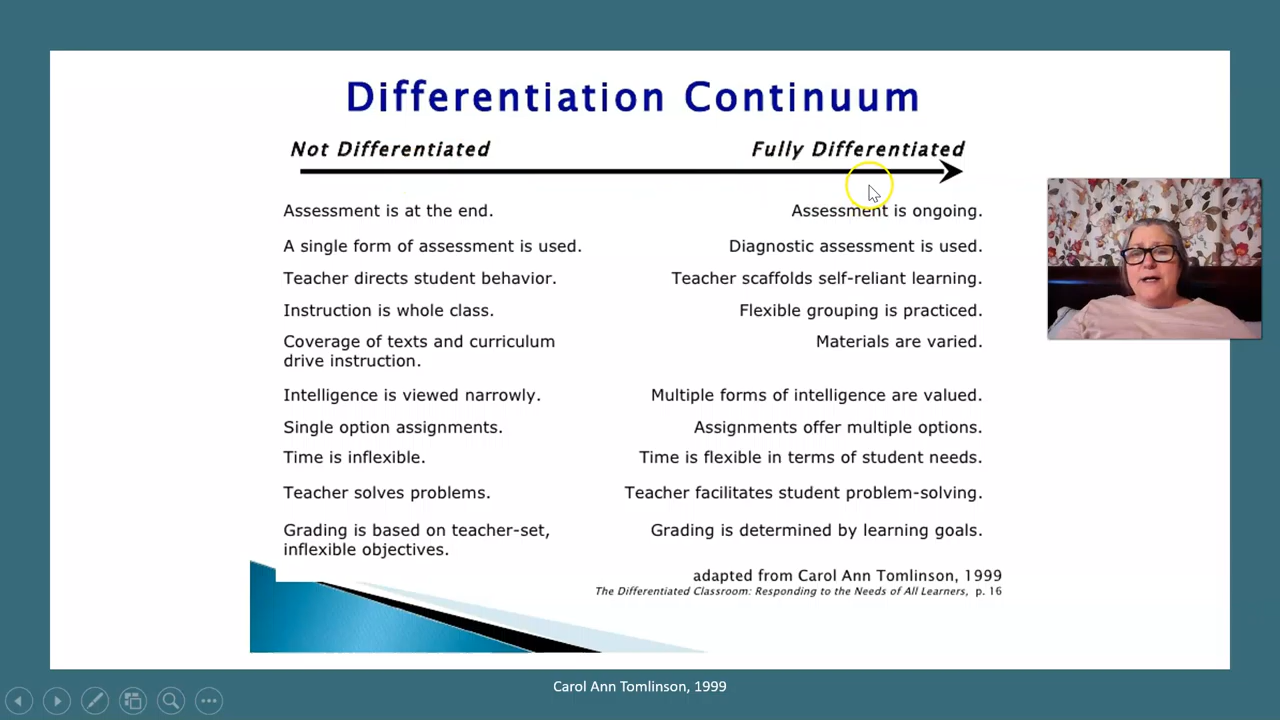 Differentiation Continuum
Not Differentiated
Fully Differentiated
Assessment is at the end.
Assessment is ongoing.
A single form of assessment is used.
Diagnostic assessment is used.
Teacher directs student behavior.
Teacher scaffolds self-reliant learning.
Instruction is whole class.
Flexible grouping is practiced.
Coverage of texts and curriculum
drive instruction.
Materials are varied.
Intelligence is viewed narrowly.
Multiple forms of intelligence are valued.
Single option assignments.
Assignments offer multiple options.
Time is inflexible.
Time is flexible in terms of student needs.
Teacher solves problems.
Teacher facilitates student problem-solving.
Grading is based on teacher-set,
inflexible objectives.
Grading is determined by learning goals.
adapted from Carol Ann Tomlinson, 1999
The Differentiated Classroom: Responding to the Needs of All Learners, p. 16
Carol Ann Tomlinson, 1999